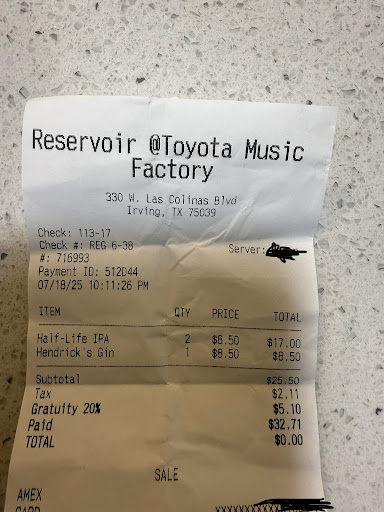 Reservoir @Toyota Music
Factory
330 W. Las Colinas Blvd
Irving, TX 75039
Check: 113-17
Check #: REG 6-38 Server:
#: 716993
Payment ID: 512D44
07/18/25 10:11:26 PM
ITEM QTY PRICE TOTAL
Half-Life IPA 2 $8.50 $17.00
Hendrick's Gin 1 $8.50 $8.50
Subtotal $25.50
Tax $2.11
Gratuity 20% $5.10
Paid $32.71
TOTAL $0.00
SALE
AMEX
CARD